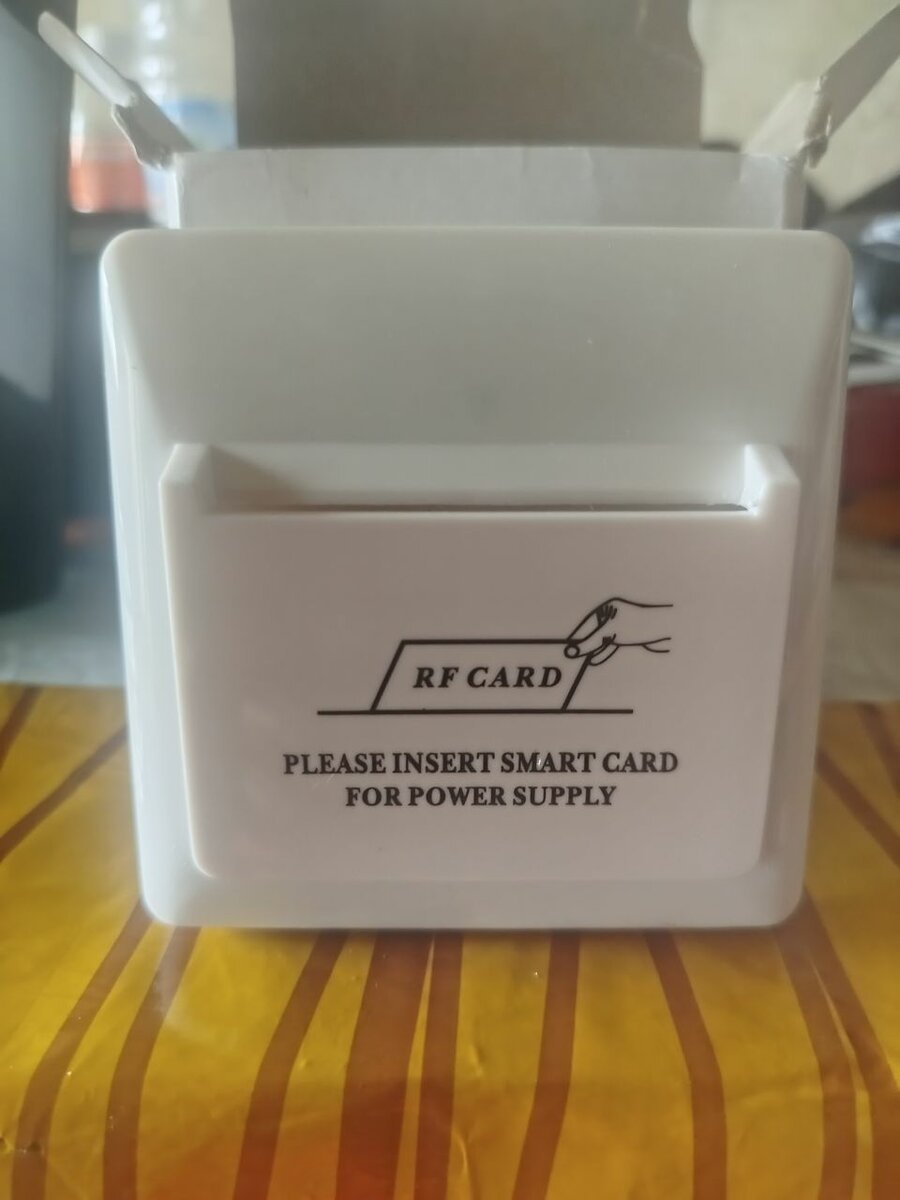 RF CARD
PLEASE INSERT SMART CARD
FOR POWER SUPPLY